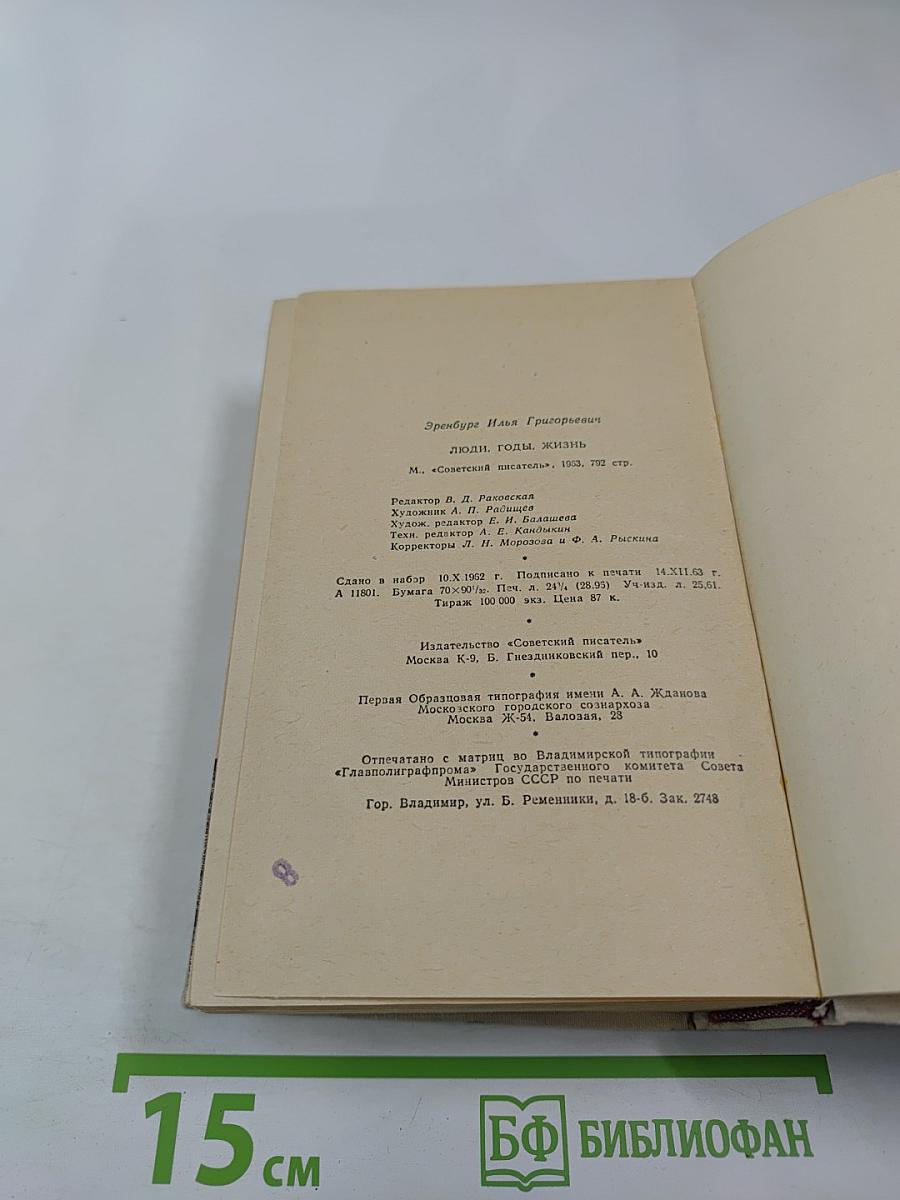 Эренбург Илья Григорьевич
ЛЮДИ, ГОДЫ, ЖИЗНЬ
М., «Советский писатель», 1963, 792 стр.
Редактор В. Д. Раковская
Художник А. П. Радищев
Худож. редактор Е. И. Балашева
Техн. редактор А. Е. Кандыкин
Корректоры Л. Н. Морозова и Ф. А. Рыскина
Сдано в набор 10.X.1962 г. Подписано к печати 14.XII.63 г.
А 11801. Бумага 70×90¹/₃₂. Печ. л. 24³/₄ (28,95) Уч-изд. л. 25,61.
Тираж 100 000 экз. Цена 87 к.
Издательство «Советский писатель»
Москва К-9, Б. Гнездниковский пер., 10
Первая Образцовая типография имени А. А. Жданова
Московского городского совнархоза
Москва Ж-54, Валовая, 28
Отпечатано с матриц во Владимирской типографии
«Главполиграфпрома» Государственного комитета Совета
Министров СССР по печати
Гор. Владимир, ул. Б. Ременники, д. 18-б. Зак. 2748
8
15 см
БФ БИБЛИОФАН